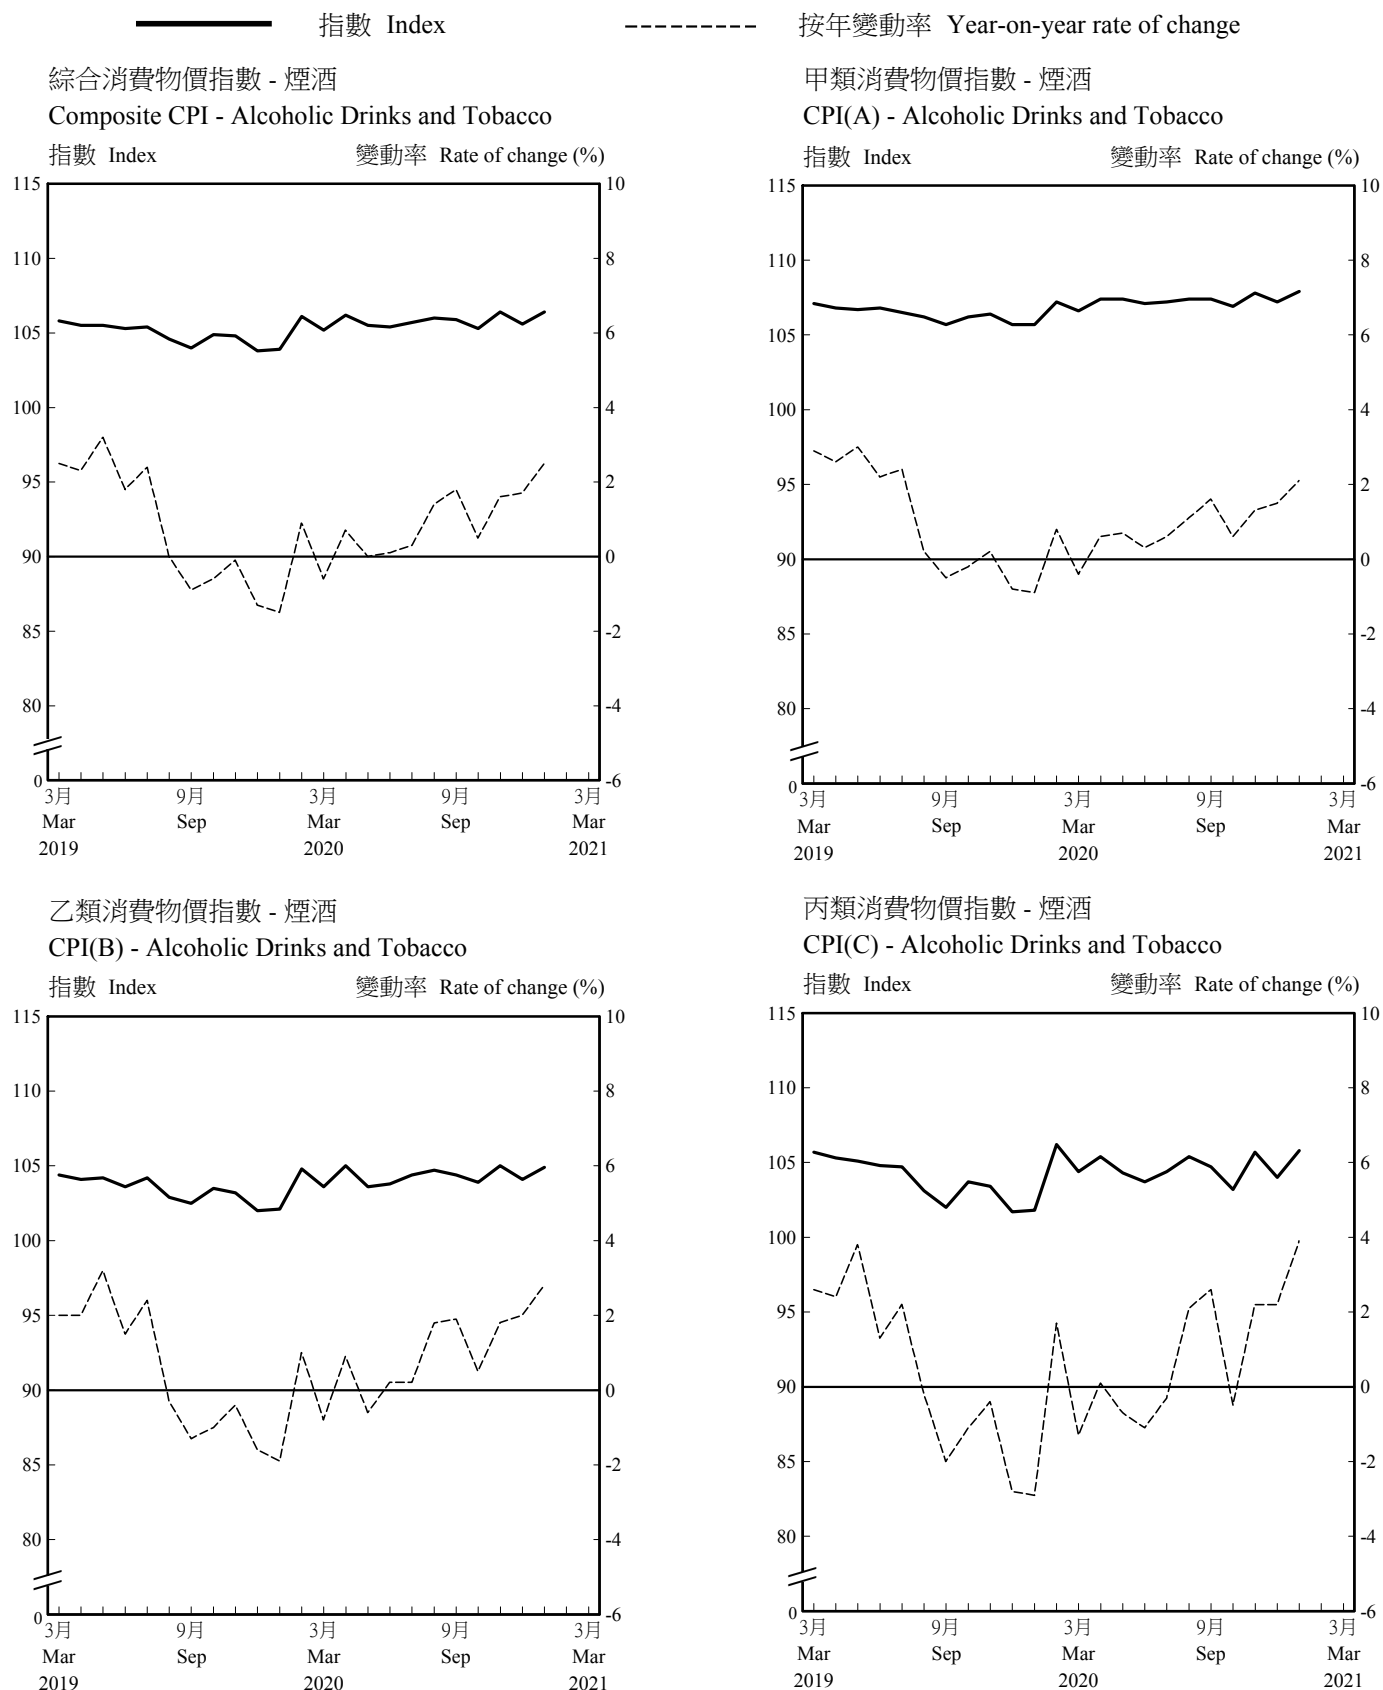 指數 Index
按年變動率 Year-on-year rate of change
綜合消費物價指數 - 煙酒
Composite CPI - Alcoholic Drinks and Tobacco
指數 Index
變動率 Rate of change (%)
115
110
105
100
95
90
85
80
0
10
8
6
4
2
0
-2
-4
-6
3月 9月 3月 9月 3月
Mar Sep Mar Sep Mar
2019 2020 2021
甲類消費物價指數 - 煙酒
CPI(A) - Alcoholic Drinks and Tobacco
指數 Index
變動率 Rate of change (%)
115
110
105
100
95
90
85
80
0
10
8
6
4
2
0
-2
-4
-6
3月 9月 3月 9月 3月
Mar Sep Mar Sep Mar
2019 2020 2021
乙類消費物價指數 - 煙酒
CPI(B) - Alcoholic Drinks and Tobacco
指數 Index
變動率 Rate of change (%)
115
110
105
100
95
90
85
80
0
10
8
6
4
2
0
-2
-4
-6
3月 9月 3月 9月 3月
Mar Sep Mar Sep Mar
2019 2020 2021
丙類消費物價指數 - 煙酒
CPI(C) - Alcoholic Drinks and Tobacco
指數 Index
變動率 Rate of change (%)
115
110
105
100
95
90
85
80
0
10
8
6
4
2
0
-2
-4
-6
3月 9月 3月 9月 3月
Mar Sep Mar Sep Mar
2019 2020 2021